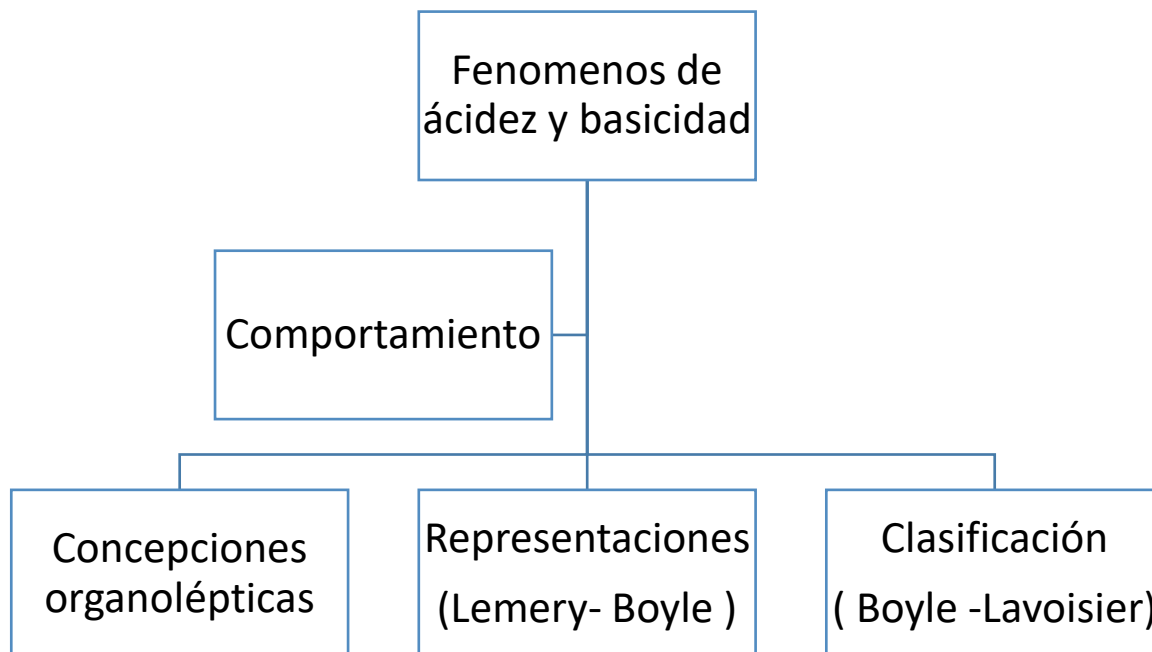 Fenomenos de
ácidez y basicidad
Comportamiento
Concepciones
organolépticas
Representaciones
(Lemery- Boyle )
Clasificación
( Boyle -Lavoisier)